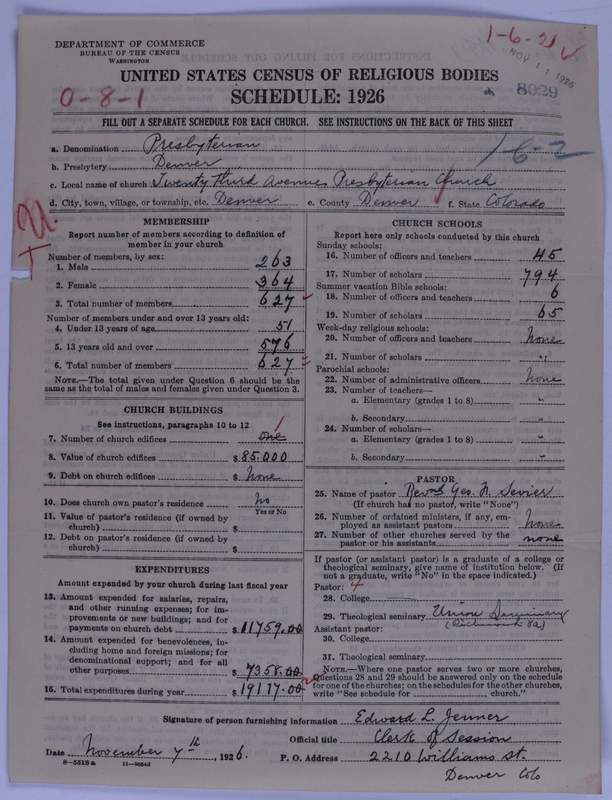 DEPARTMENT OF COMMERCE
BUREAU OF THE CENSUS
WASHINGTON
1-6-21
NOV 11 1926
8029
UNITED STATES CENSUS OF RELIGIOUS BODIES
0-8-1
SCHEDULE: 1926
FILL OUT A SEPARATE SCHEDULE FOR EACH CHURCH. SEE INSTRUCTIONS ON THE BACK OF THIS SHEET
a. Denomination Presbyterian
b. Presbytery Denver
c. Local name of church Twenty Third Avenue Presbyterian Church
d. City, town, village, or township, etc. Denver e. County Denver f. State Colorado
MEMBERSHIP
Report number of members according to definition of
member in your church
Number of members, by sex:
1. Male 263
2. Female 364
3. Total number of members 627
Number of members under and over 13 years old:
4. Under 13 years of age 51
5. 13 years old and over 576
6. Total number of members 627
NOTE.—The total given under Question 6 should be
the same as the total of males and females given under Question 3.
CHURCH BUILDINGS
See instructions, paragraphs 10 to 12
7. Number of church edifices one 1
8. Value of church edifices $ 85.000
9. Debt on church edifices $ None
10. Does church own pastor's residence No
Yes or No
11. Value of pastor's residence (if owned by
church) $
12. Debt on pastor's residence (if owned by
church) $
EXPENDITURES
Amount expended by your church during last fiscal year
13. Amount expended for salaries, repairs,
and other running expenses; for im-
provements or new buildings; and for
payments on church debt $ 11759.00
14. Amount expended for benevolences, in-
cluding home and foreign missions; for
denominational support; and for all
other purposes $ 7358.00
15. Total expenditures during year $ 19117.00
CHURCH SCHOOLS
Report here only schools conducted by this church
Sunday schools:
16. Number of officers and teachers 45
17. Number of scholars 794
Summer vacation Bible schools:
18. Number of officers and teachers 6
19. Number of scholars 65
Week-day religious schools:
20. Number of officers and teachers None
21. Number of scholars "
Parochial schools:
22. Number of administrative officers None
23. Number of teachers—
a. Elementary (grades 1 to 8) "
b. Secondary "
24. Number of scholars—
a. Elementary (grades 1 to 8) "
b. Secondary "
PASTOR
25. Name of pastor Rev. Geo. N. Sevier
(If church has no pastor, write "None")
26. Number of ordained ministers, if any, em-
ployed as assistant pastors None
27. Number of other churches served by the
pastor or his assistants none
If pastor (or assistant pastor) is a graduate of a college or
theological seminary, give name of institution below. (If
not a graduate, write "No" in the space indicated.)
Pastor: 4
28. College
29. Theological seminary Union Seminary
(Richmond Va)
Assistant pastor:
30. College
31. Theological seminary
NOTE.—Where one pastor serves two or more churches,
Questions 28 and 29 should be answered only on the schedule
for one of the churches; on the schedules for the other churches,
write "See schedule for church."
Signature of person furnishing information Edward L. Jenner
Official title Clerk of Session
Date November 7th, 1926. P. O. Address 2210 Williams St.
8—5518 a
Denver Colo